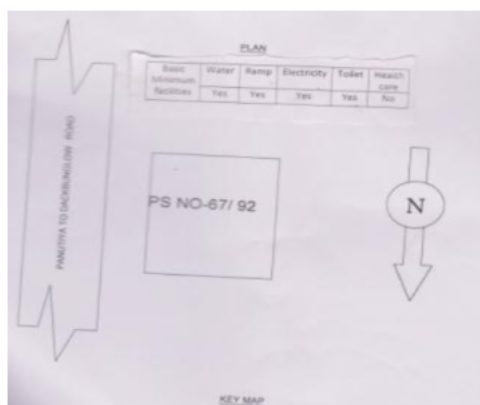 PLAN
Basic Minimum facilities Water Ramp Electricity Toilet Health care
Yes Yes Yes Yes No
PANUTIYA TO DACKBUNGLOW ROAD
PS NO-67/ 92
N
KEY MAP